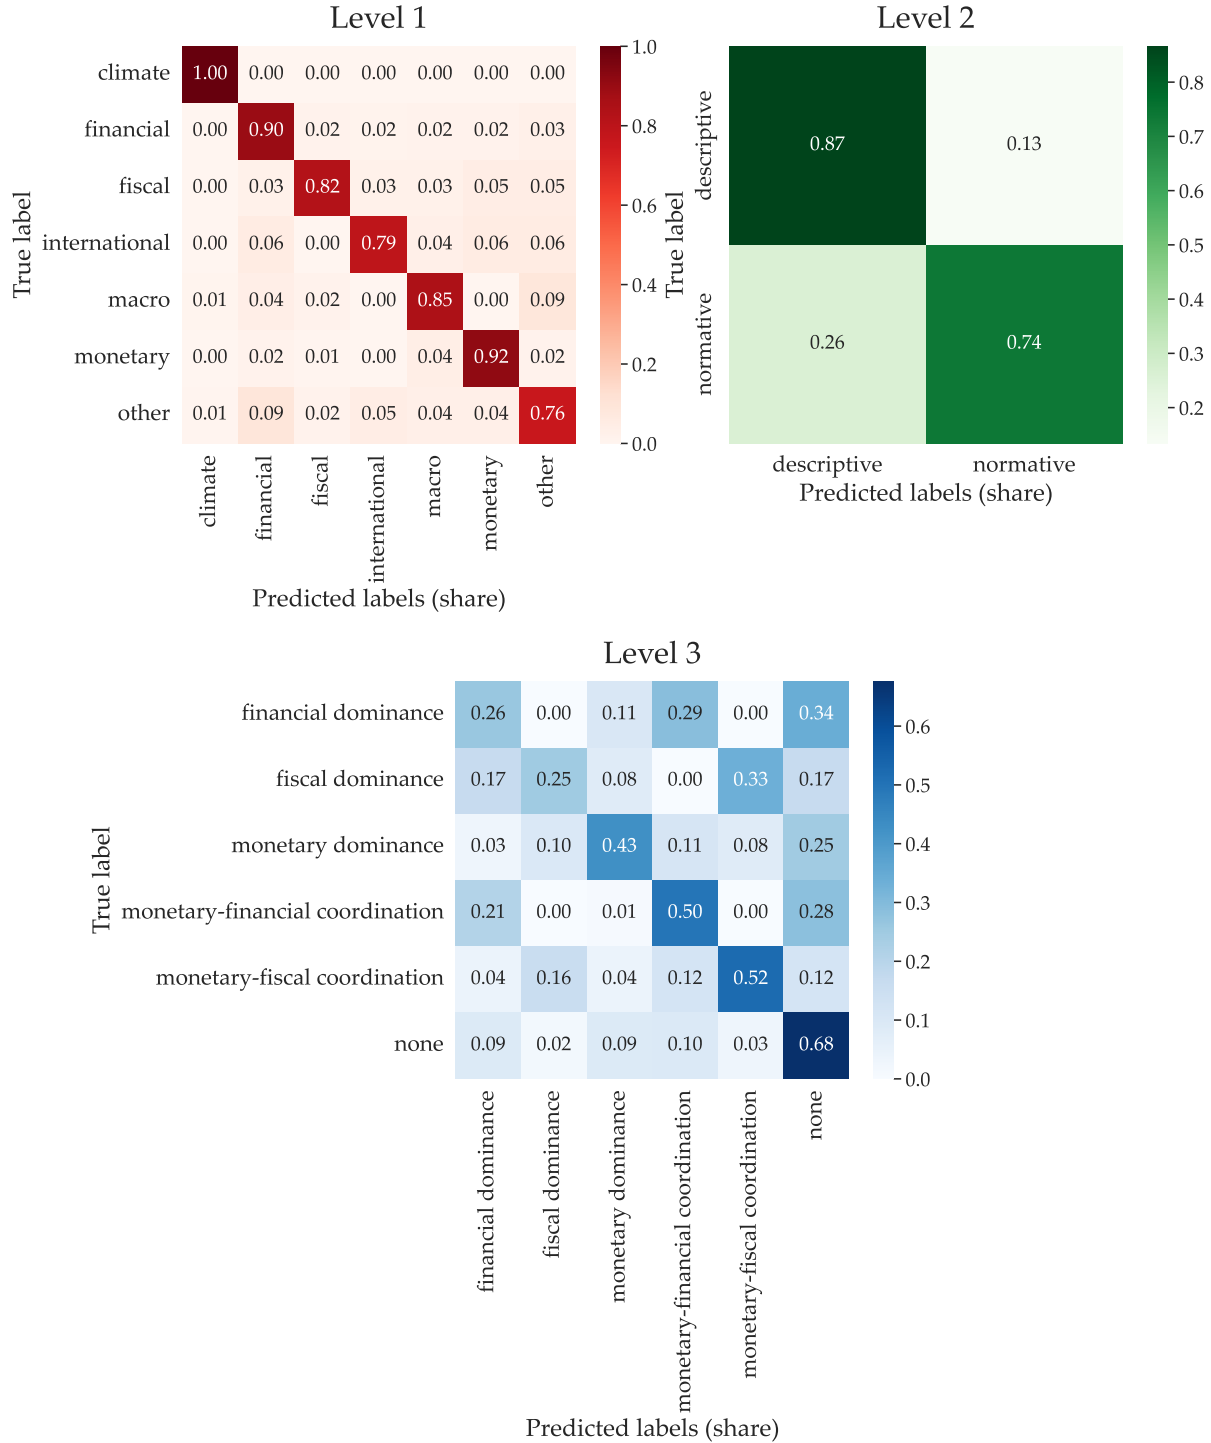 Level 1
climate 1.00 0.00 0.00 0.00 0.00 0.00 0.00
financial 0.00 0.90 0.02 0.02 0.02 0.02 0.03
fiscal 0.00 0.03 0.82 0.03 0.03 0.05 0.05
international 0.00 0.06 0.00 0.79 0.04 0.06 0.06
macro 0.01 0.04 0.02 0.00 0.85 0.00 0.09
monetary 0.00 0.02 0.01 0.00 0.04 0.92 0.02
other 0.01 0.09 0.02 0.05 0.04 0.04 0.76
True label
climate
financial
fiscal
international
macro
monetary
other
Predicted labels (share)
1.0
0.8
0.6
0.4
0.2
0.0
Level 2
True label
descriptive
0.87 0.13
normative
0.26 0.74
descriptive normative
Predicted labels (share)
0.8
0.7
0.6
0.5
0.4
0.3
0.2
Level 3
financial dominance 0.26 0.00 0.11 0.29 0.00 0.34
fiscal dominance 0.17 0.25 0.08 0.00 0.33 0.17
monetary dominance 0.03 0.10 0.43 0.11 0.08 0.25
monetary-financial coordination 0.21 0.00 0.01 0.50 0.00 0.28
monetary-fiscal coordination 0.04 0.16 0.04 0.12 0.52 0.12
none 0.09 0.02 0.09 0.10 0.03 0.68
True label
financial dominance
fiscal dominance
monetary dominance
monetary-financial coordination
monetary-fiscal coordination
none
Predicted labels (share)
0.6
0.5
0.4
0.3
0.2
0.1
0.0